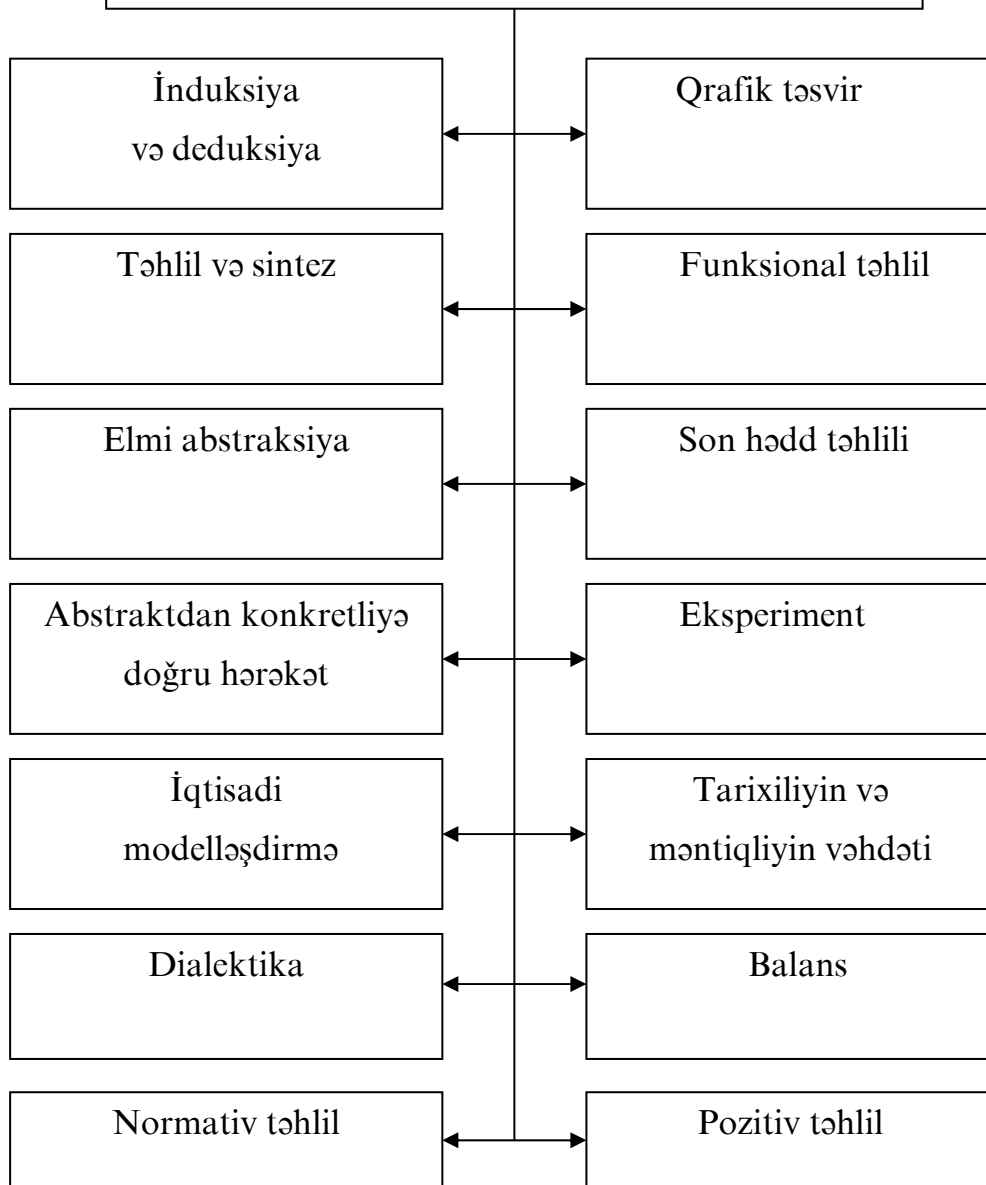 İnduksiya
və deduksiya
Qrafik təsvir
Təhlil və sintez
Funksional təhlil
Elmi abstraksiya
Son hədd təhlili
Abstraktdan konkretliyə
doğru hərəkət
Eksperiment
İqtisadi
modelləşdirmə
Tarixiliyin və
məntiqliyin vəhdəti
Dialektika
Balans
Normativ təhlil
Pozitiv təhlil